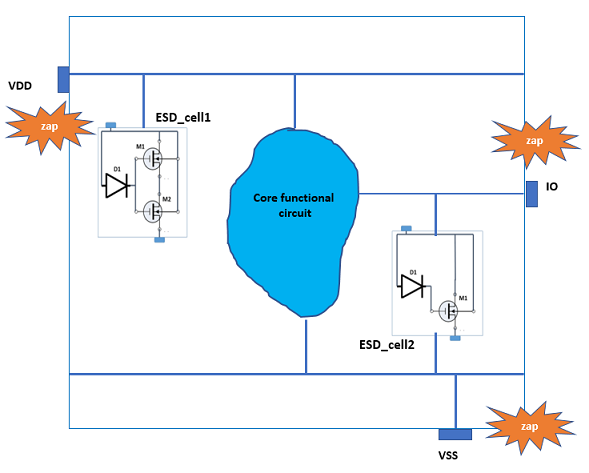 VDD
zap
ESD_cell1
M1
D1
M2
Core functional
circuit
zap
IO
D1
M1
ESD_cell2
zap
VSS